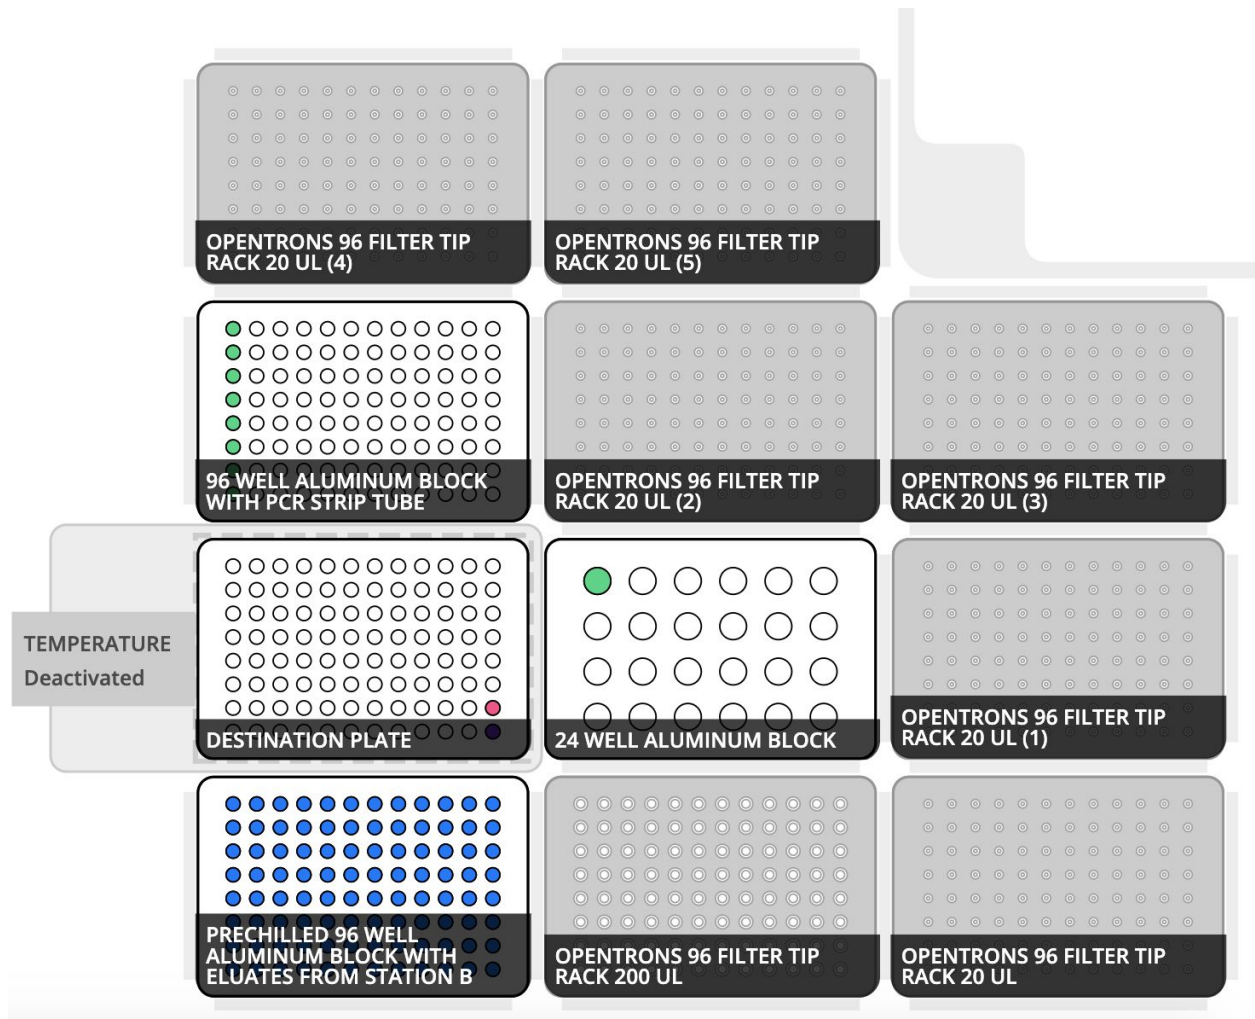 OPENTRONS 96 FILTER TIP
RACK 20 UL (4)
OPENTRONS 96 FILTER TIP
RACK 20 UL (5)
96 WELL ALUMINUM BLOCK
WITH PCR STRIP TUBE
OPENTRONS 96 FILTER TIP
RACK 20 UL (2)
OPENTRONS 96 FILTER TIP
RACK 20 UL (3)
TEMPERATURE
Deactivated
DESTINATION PLATE
24 WELL ALUMINUM BLOCK
OPENTRONS 96 FILTER TIP
RACK 20 UL (1)
PRECHILLED 96 WELL
ALUMINUM BLOCK WITH
ELUATES FROM STATION B
OPENTRONS 96 FILTER TIP
RACK 200 UL
OPENTRONS 96 FILTER TIP
RACK 20 UL